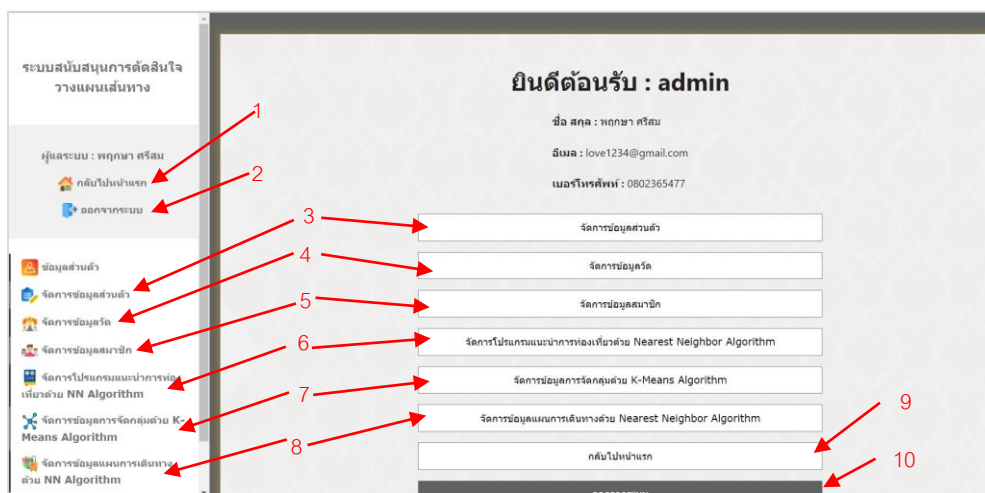 ระบบสนับสนุนการตัดสินใจ
วางแผนเส้นทาง
ผู้แลระบบ : พฤกษา ศรีสม
กลับไปหน้าแรก
ออกจากระบบ
ข้อมูลส่วนตัว
จัดการข้อมูลส่วนตัว
จัดการข้อมูลวัด
จัดการข้อมูลสมาชิก
จัดการโปรแกรมแนะนำการท่อง
เที่ยวด้วย NN Algorithm
จัดการข้อมูลการจัดกลุ่มด้วย K-
Means Algorithm
จัดการข้อมูลแผนการเดินทาง
ด้วย NN Algorithm
1
2
3
4
5
6
7
8
ยินดีต้อนรับ : admin
ชื่อ สกุล : พฤกษา ศรีสม
อีเมล : love1234@gmail.com
เบอร์โทรศัพท์ : 0802365477
จัดการข้อมูลส่วนตัว
จัดการข้อมูลวัด
จัดการข้อมูลสมาชิก
จัดการโปรแกรมแนะนำการท่องเที่ยวด้วย Nearest Neighbor Algorithm
จัดการข้อมูลการจัดกลุ่มด้วย K-Means Algorithm
จัดการข้อมูลแผนการเดินทางด้วย Nearest Neighbor Algorithm
กลับไปหน้าแรก
9
10